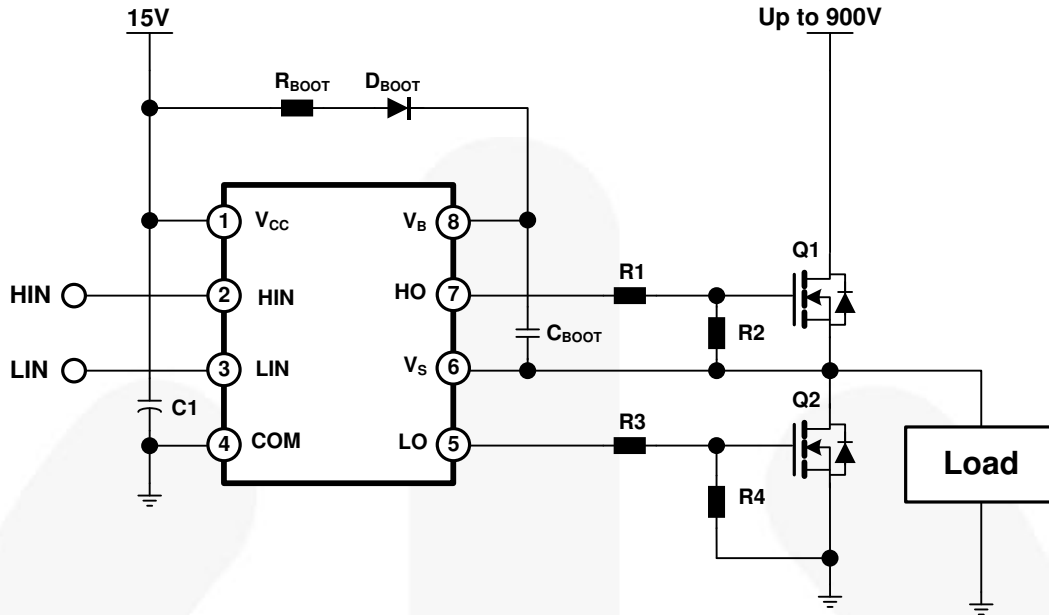 15V
Up to 900V
RBOOT
DBOOT
1
VCC
VB
8
Q1
HIN
2
HIN
HO
7
R1
R2
CBOOT
LIN
3
LIN
VS
6
Q2
C1
R3
4
COM
LO
5
Load
R4